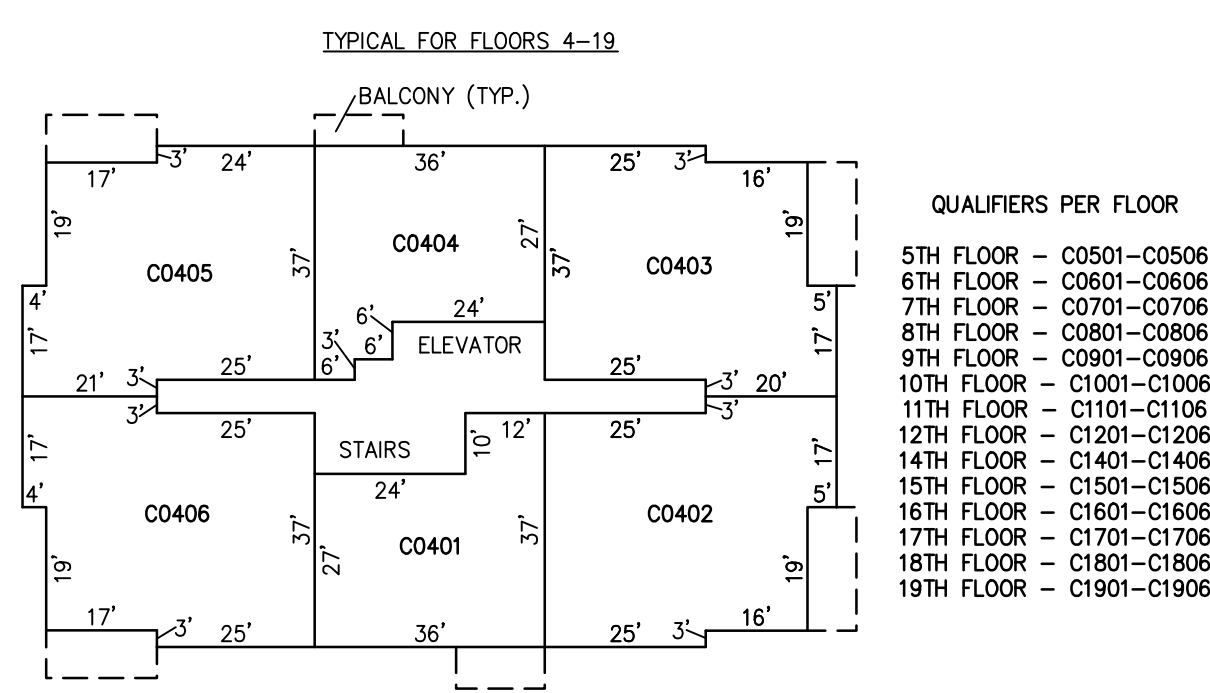 TYPICAL FOR FLOORS 4-19
BALCONY (TYP.)
3' 24' 36' 25' 3'
17' 16'
19' 27' 19'
C0404
C0405 37' 37' C0403
4' 6' 24' 5'
17' 3' 6' ELEVATOR 17'
21' 3' 25' 6' 25' 3' 20'
3' 25' 12' 25' 3'
17' STAIRS 10' 17'
4' 24' 5'
C0406 C0402
37' C0401 37'
19' 27' 19'
17' 3' 25' 36' 25' 3' 16'
QUALIFIERS PER FLOOR
5TH FLOOR – C0501–C0506
6TH FLOOR – C0601–C0606
7TH FLOOR – C0701–C0706
8TH FLOOR – C0801–C0806
9TH FLOOR – C0901–C0906
10TH FLOOR – C1001–C1006
11TH FLOOR – C1101–C1106
12TH FLOOR – C1201–C1206
14TH FLOOR – C1401–C1406
15TH FLOOR – C1501–C1506
16TH FLOOR – C1601–C1606
17TH FLOOR – C1701–C1706
18TH FLOOR – C1801–C1806
19TH FLOOR – C1901–C1906